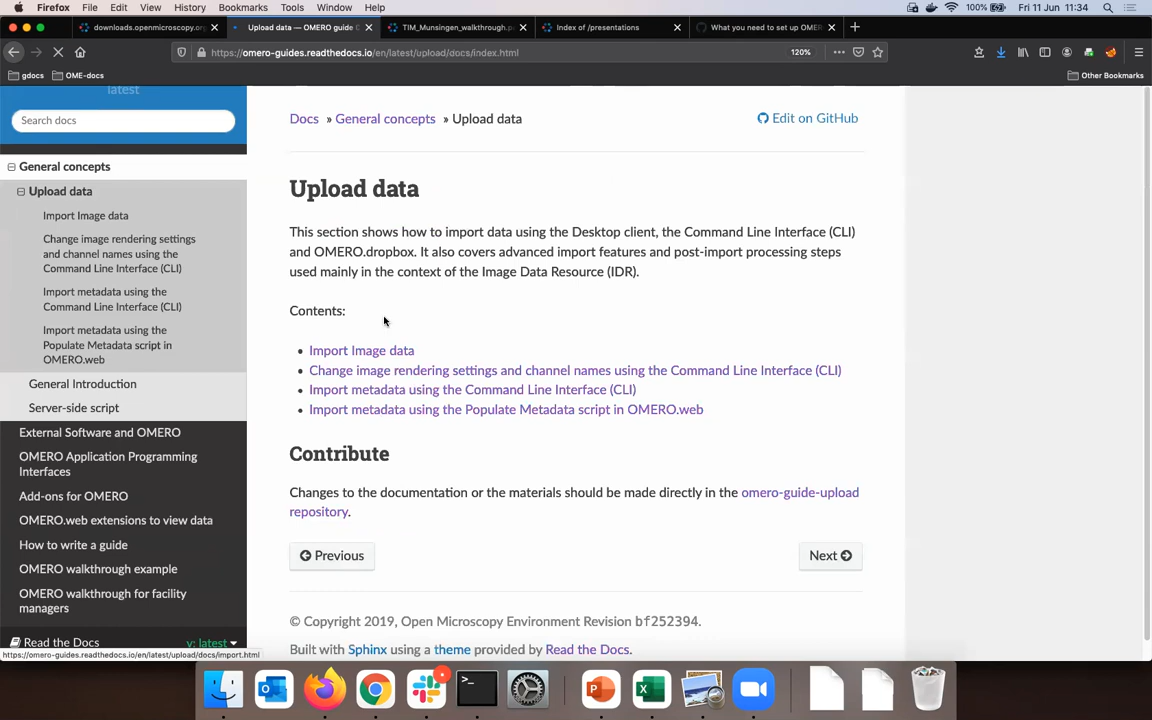 Firefox File Edit View History Bookmarks Tools Window Help 100% Fri 11 Jun 11:34
downloads.openmicroscopy.org Upload data — OMERO guide TIM_Munsingen_walkthrough.p Index of /presentations What you need to set up OMER
https://omero-guides.readthedocs.io/en/latest/upload/docs/index.html 120%
gdocs OME-docs Other Bookmarks
latest
Search docs
General concepts
Upload data
Import Image data
Change image rendering settings
and channel names using the
Command Line Interface (CLI)
Import metadata using the
Command Line Interface (CLI)
Import metadata using the
Populate Metadata script in
OMERO.web
General Introduction
Server-side script
External Software and OMERO
OMERO Application Programming
Interfaces
Add-ons for OMERO
OMERO.web extensions to view data
How to write a guide
OMERO walkthrough example
OMERO walkthrough for facility
managers
Read the Docs v: latest
https://omero-guides.readthedocs.io/en/latest/upload/docs/import.html
Docs » General concepts » Upload data
Edit on GitHub
Upload data
This section shows how to import data using the Desktop client, the Command Line Interface (CLI)
and OMERO.dropbox. It also covers advanced import features and post-import processing steps
used mainly in the context of the Image Data Resource (IDR).
Contents:
• Import Image data
• Change image rendering settings and channel names using the Command Line Interface (CLI)
• Import metadata using the Command Line Interface (CLI)
• Import metadata using the Populate Metadata script in OMERO.web
Contribute
Changes to the documentation or the materials should be made directly in the omero-guide-upload
repository.
Previous Next
© Copyright 2019, Open Microscopy Environment Revision bf252394.
Built with Sphinx using a theme provided by Read the Docs.